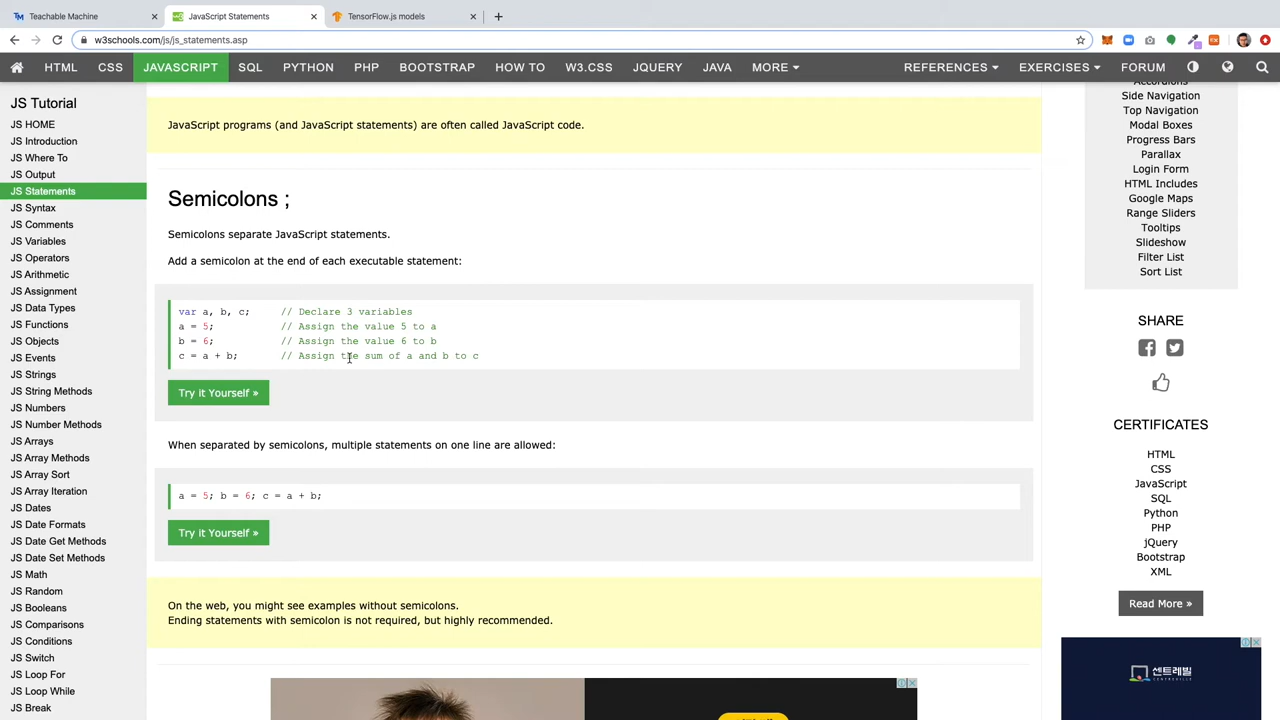 Teachable Machine
JavaScript Statements
TensorFlow.js models
w3schools.com/js/js_statements.asp
HTML CSS JAVASCRIPT SQL PYTHON PHP BOOTSTRAP HOW TO W3.CSS JQUERY JAVA MORE REFERENCES EXERCISES FORUM
JS Tutorial
JS HOME
JS Introduction
JS Where To
JS Output
JS Statements
JS Syntax
JS Comments
JS Variables
JS Operators
JS Arithmetic
JS Assignment
JS Data Types
JS Functions
JS Objects
JS Events
JS Strings
JS String Methods
JS Numbers
JS Number Methods
JS Arrays
JS Array Methods
JS Array Sort
JS Array Iteration
JS Dates
JS Date Formats
JS Date Get Methods
JS Date Set Methods
JS Math
JS Random
JS Booleans
JS Comparisons
JS Conditions
JS Switch
JS Loop For
JS Loop While
JS Break
JavaScript programs (and JavaScript statements) are often called JavaScript code.
Semicolons ;
Semicolons separate JavaScript statements.
Add a semicolon at the end of each executable statement:
var a, b, c; // Declare 3 variables
a = 5; // Assign the value 5 to a
b = 6; // Assign the value 6 to b
c = a + b; // Assign the sum of a and b to c
Try it Yourself »
When separated by semicolons, multiple statements on one line are allowed:
a = 5; b = 6; c = a + b;
Try it Yourself »
On the web, you might see examples without semicolons.
Ending statements with semicolon is not required, but highly recommended.
Accordions
Side Navigation
Top Navigation
Modal Boxes
Progress Bars
Parallax
Login Form
HTML Includes
Google Maps
Range Sliders
Tooltips
Slideshow
Filter List
Sort List
SHARE
CERTIFICATES
HTML
CSS
JavaScript
SQL
Python
PHP
jQuery
Bootstrap
XML
Read More »
센트레빌